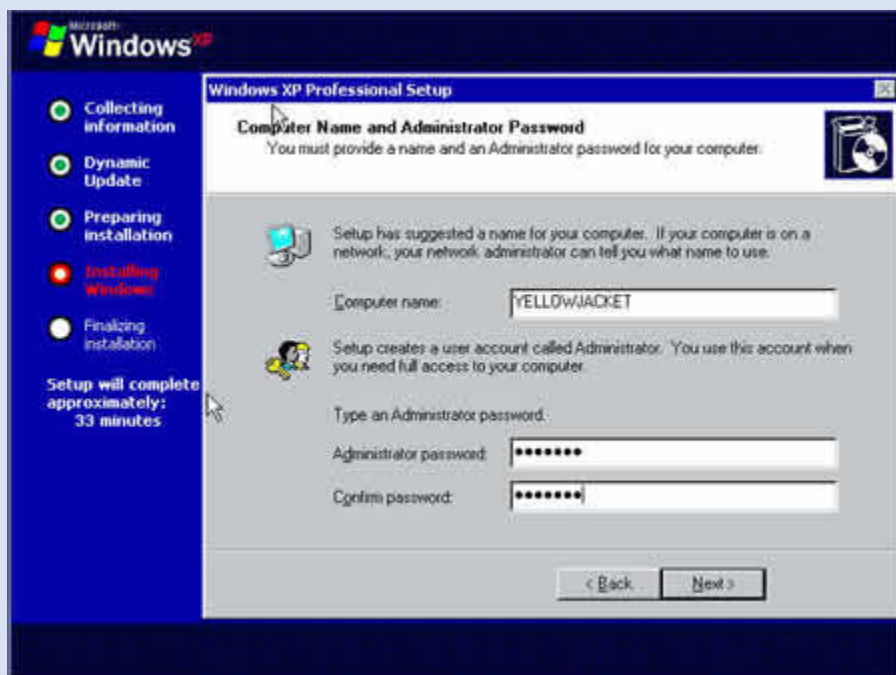 Microsoft
Windows xp
Collecting
information
Dynamic
Update
Preparing
installation
Installing
Windows
Finalizing
installation
Setup will complete
approximately:
33 minutes
Windows XP Professional Setup
Computer Name and Administrator Password
You must provide a name and an Administrator password for your computer.
Setup has suggested a name for your computer. If your computer is on a
network, your network administrator can tell you what name to use.
Computer name: YELLOWJACKET
Setup creates a user account called Administrator. You use this account when
you need full access to your computer.
Type an Administrator password.
Administrator password: •••••••
Confirm password: •••••••
< Back Next >